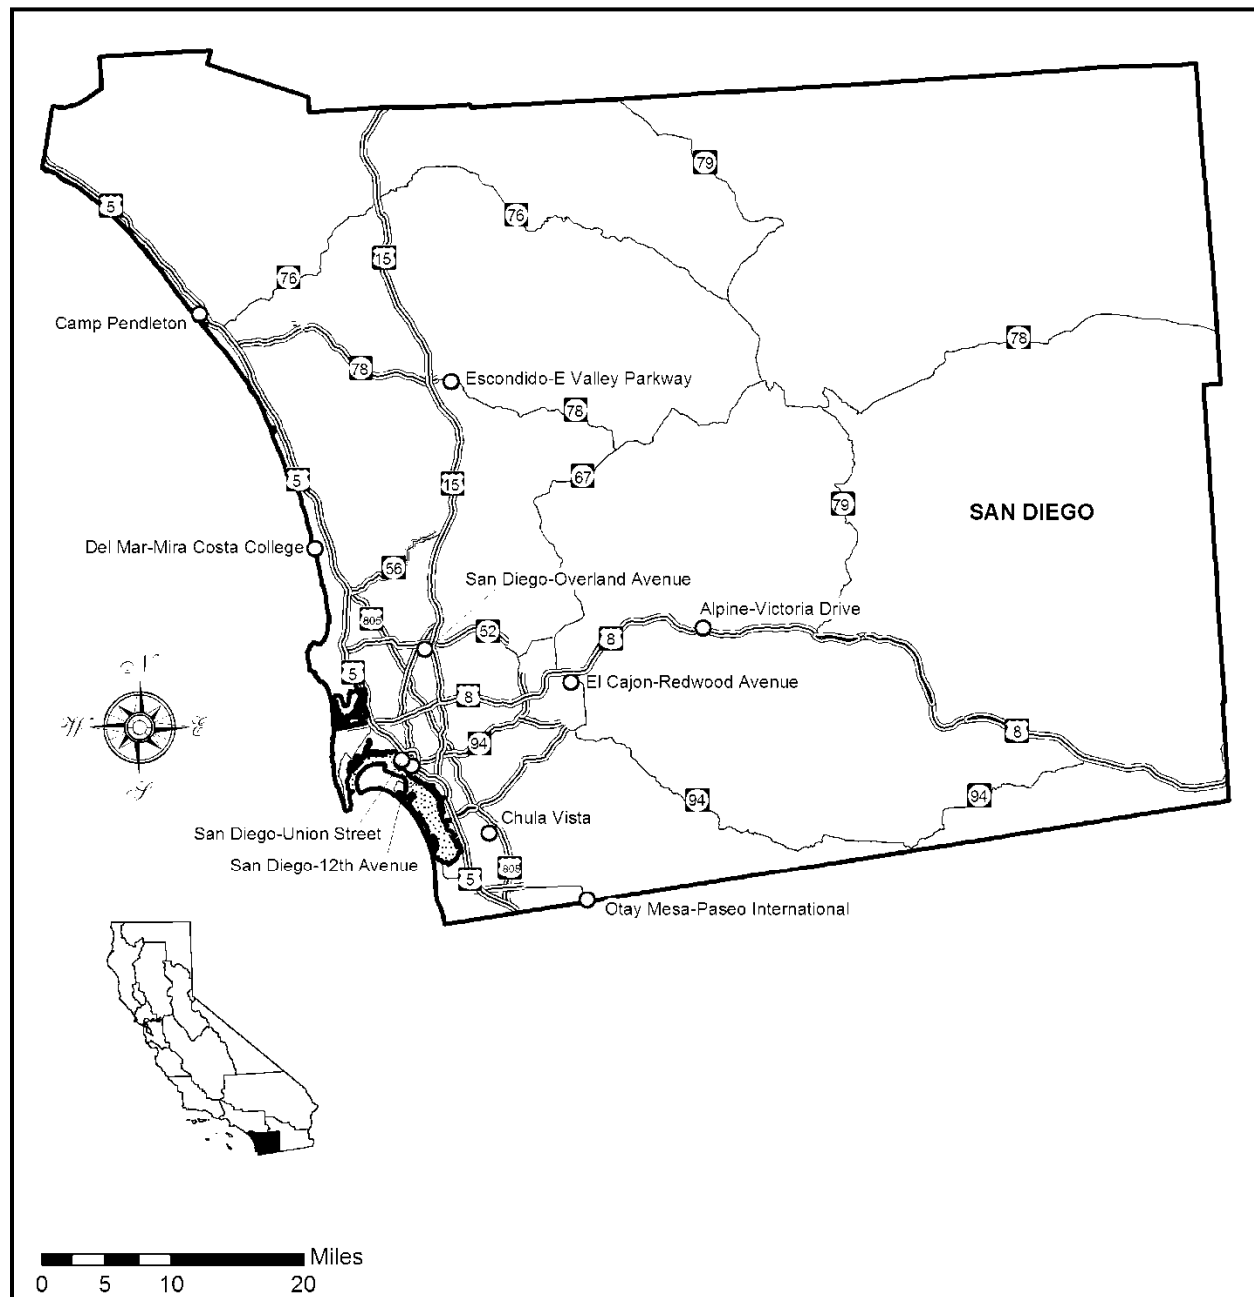 79
5
76
15
76
Camp Pendleton
78
78
Escondido-E Valley Parkway
78
67
5
15
79
SAN DIEGO
Del Mar-Mira Costa College
56
San Diego-Overland Avenue
Alpine-Victoria Drive
805
52
8
N
5
El Cajon-Redwood Avenue
8
W
E
8
94
S
94
94
Chula Vista
San Diego-Union Street
San Diego-12th Avenue
805
5
Otay Mesa-Paseo International
Miles
0 5 10 20